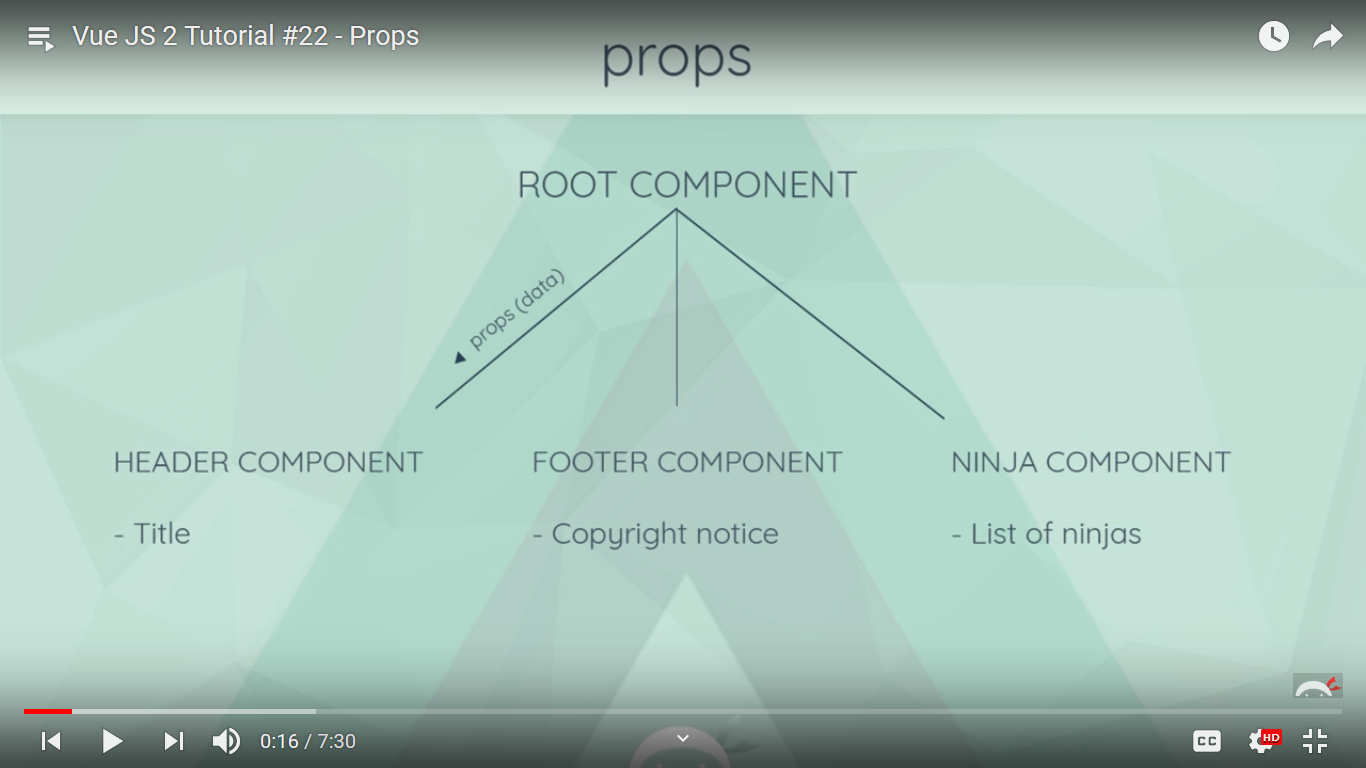 Vue JS 2 Tutorial #22 - Props
props
ROOT COMPONENT
props (data)
HEADER COMPONENT
FOOTER COMPONENT
NINJA COMPONENT
- Title
- Copyright notice
- List of ninjas
0:16 / 7:30
CC
HD